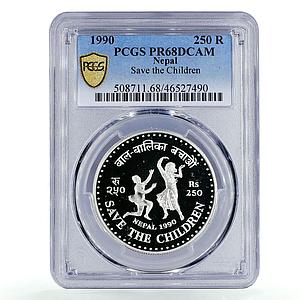 1990 250 R
PCGS PR68DCAM
Nepal
Save the Children
508711.68/46527490
PCGS
बाल-बालिका बचाऔं
रु Rs
२५० 250
NEPAL 1990
SAVE THE CHILDREN